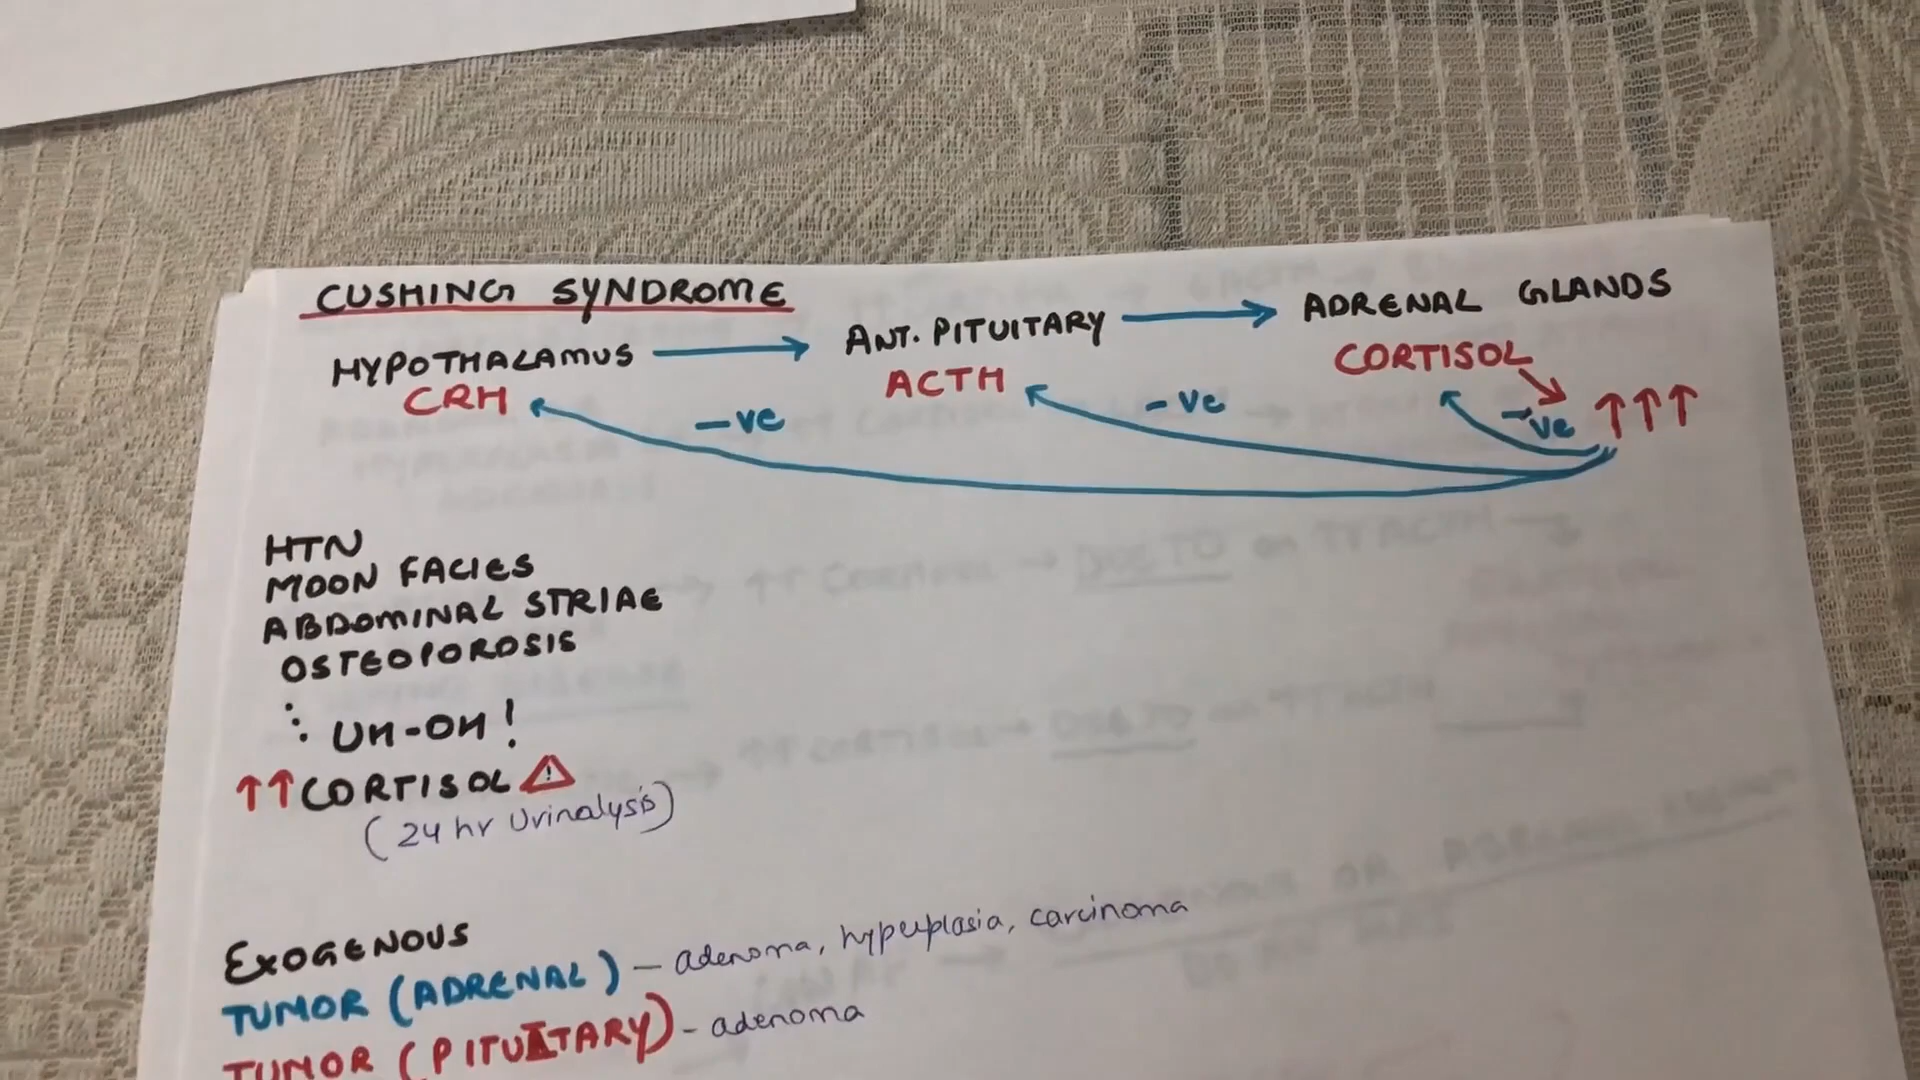 CUSHING SYNDROME
HYPOTHALAMUS → ANT. PITUITARY → ADRENAL GLANDS
CRH ACTH CORTISOL
-ve -ve -ve ↑↑↑
HTN
MOON FACIES
ABDOMINAL STRIAE
OSTEOPOROSIS
: UH-OH!
↑↑CORTISOL ⚠
(24 hr Urinalysis)
EXOGENOUS
TUMOR (ADRENAL) - adenoma, hyperplasia, carcinoma
TUMOR (PITUITARY) - adenoma